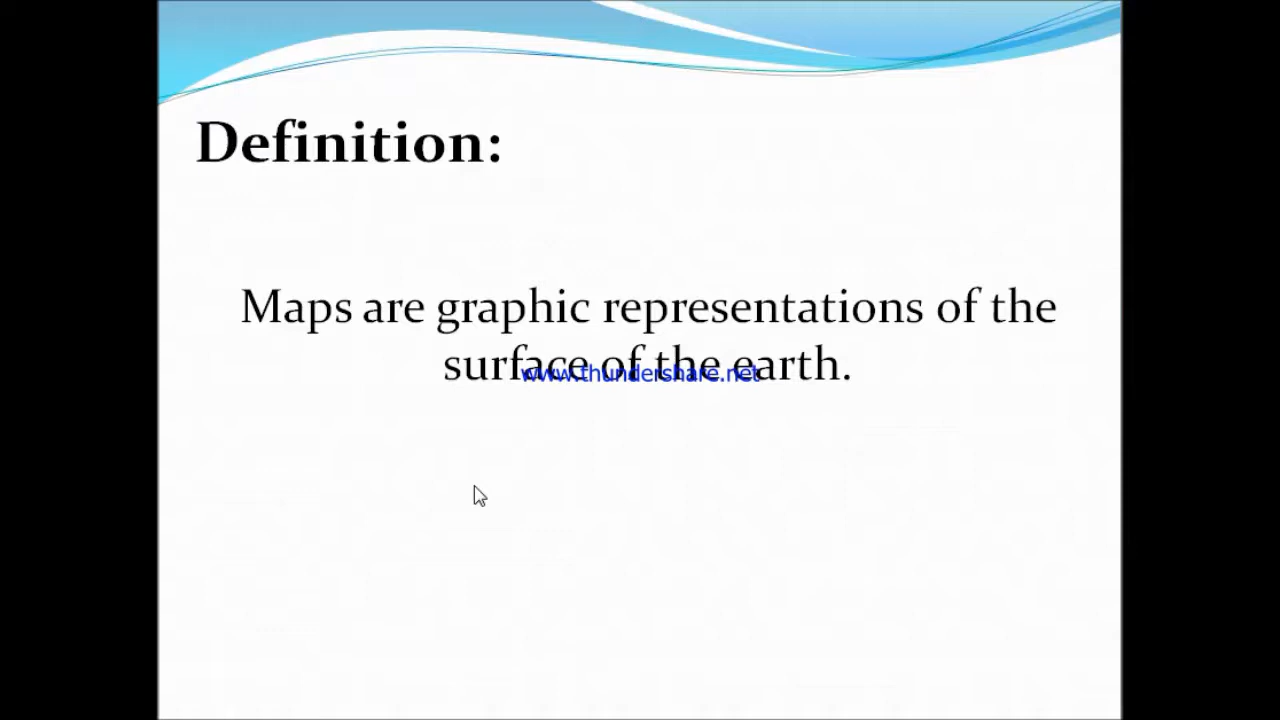 Definition:
Maps are graphic representations of the
surface of the earth.
www.thundershare.net